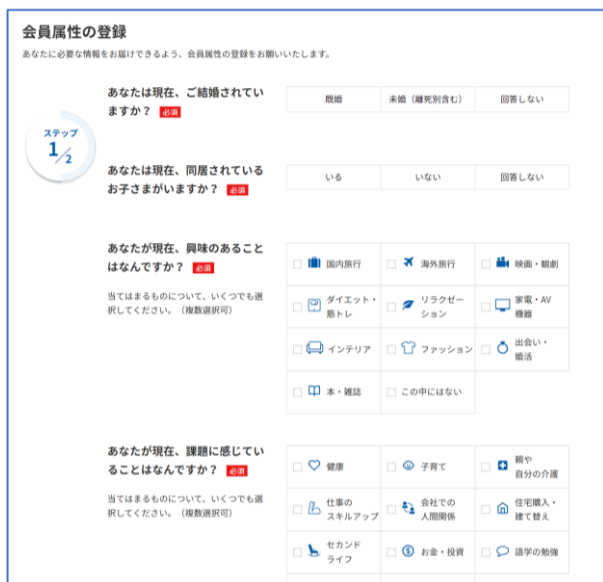 会員属性の登録
あなたに必要な情報をお届けできるよう、会員属性の登録をお願いいたします。
ステップ
1/2
あなたは現在、ご結婚されてい
ますか? 必須
既婚 未婚（離死別含む） 回答しない
あなたは現在、同居されている
お子さまがいますか? 必須
いる いない 回答しない
あなたが現在、興味のあること
はなんですか? 必須
当てはまるものについて、いくつでも選
択してください。（複数選択可）
国内旅行 海外旅行 映画・観劇
ダイエット・
筋トレ
リラクゼー
ション
家電・AV
機器
インテリア ファッション
出会い・
婚活
本・雑誌 この中にはない
あなたが現在、課題に感じてい
ることはなんですか? 必須
当てはまるものについて、いくつでも選
択してください。（複数選択可）
健康 子育て
親や
自分の介護
仕事の
スキルアップ
会社での
人間関係
住宅購入・
建て替え
セカンド
ライフ
お金・投資 語学の勉強